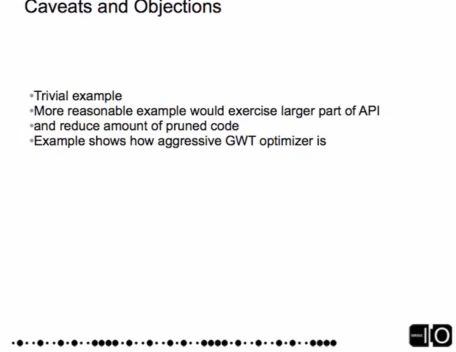 Caveats and Objections
Trivial example
More reasonable example would exercise larger part of API
and reduce amount of pruned code
Example shows how aggressive GWT optimizer is
IO